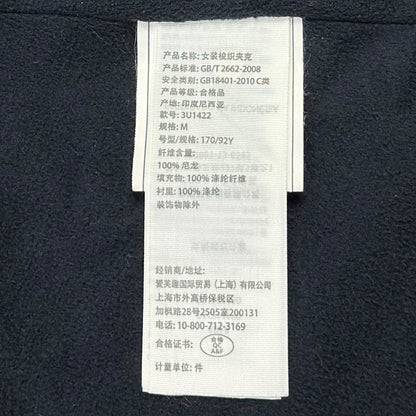 产品名称: 女装梭织夹克
产品标准: GB/T 2662-2008
安全类别: GB18401-2010 C类
产品等级: 合格品
产地: 印度尼西亚
款号: 3U1422
规格: M
号型/规格: 170/92Y
纤维含量:
100% 尼龙
填充物: 100% 涤纶纤维
衬里: 100% 涤纶
装饰物除外
经销商/地址:
爱芙趣国际贸易 (上海) 有限公司
上海市外高桥保税区
加枫路28号2505室200131
电话: 10-800-712-3169
合格证书:
合格
QC
A&F
计量单位: 件